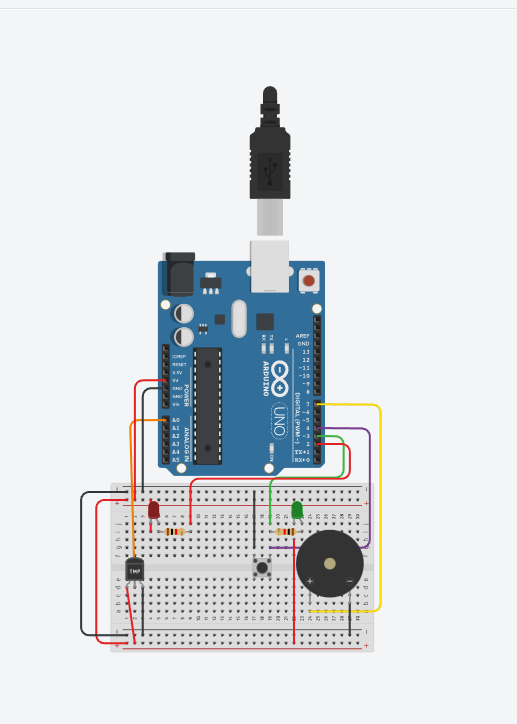 AREF
GND
13
12
~11
~10
~9
8
7
~6
~5
4
~3
2
TX→1
RX←0
DIGITAL (PWM~)
IOREF
RESET
3.3V
5V
GND
GND
Vin
POWER
A0
A1
A2
A3
A4
A5
ANALOG IN
RX
TX
L
ARDUINO
UNO
ON
TMP
+
-